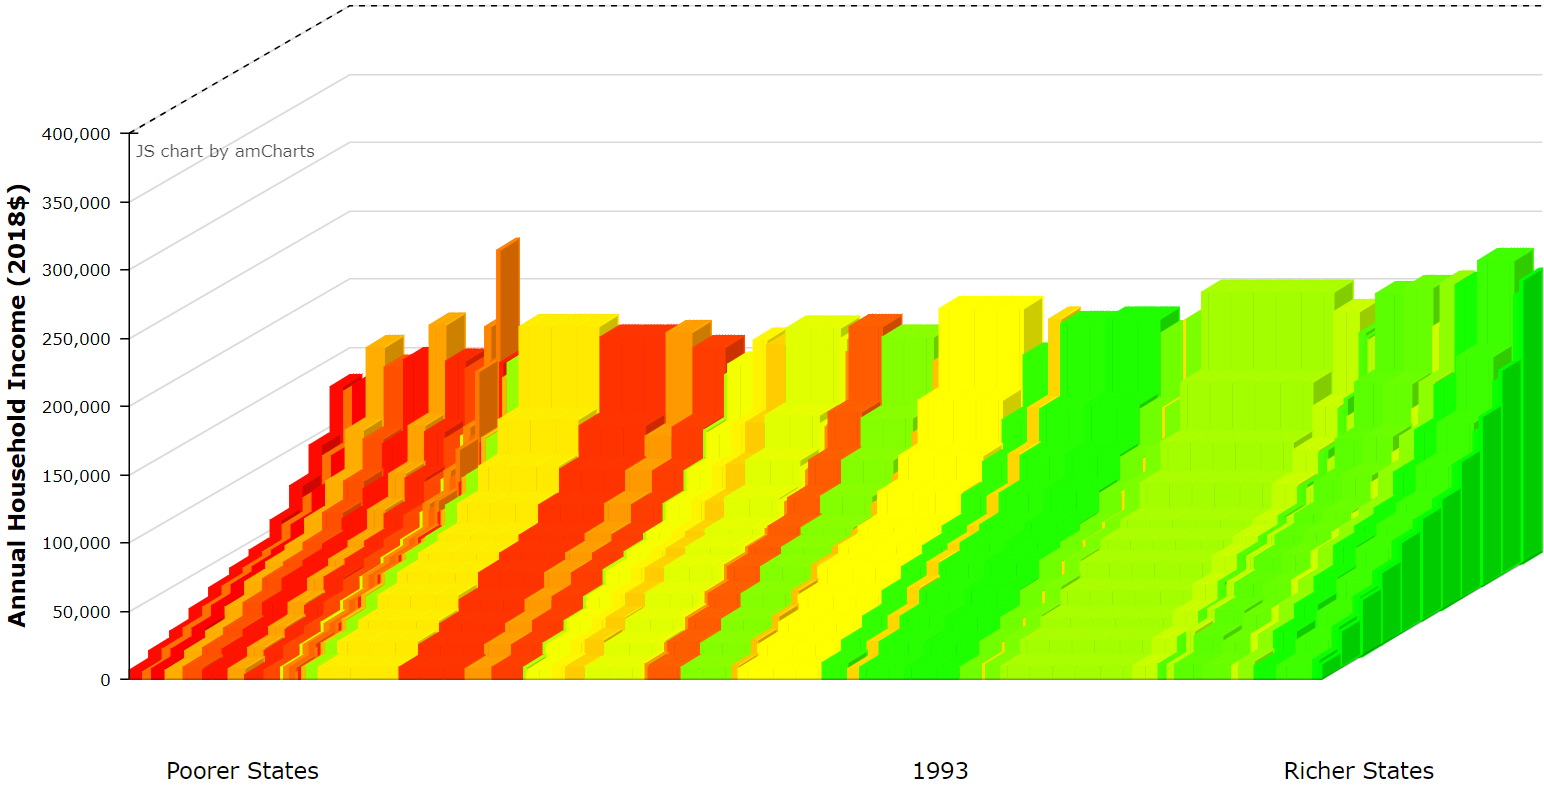 400,000
JS chart by amCharts
350,000
300,000
250,000
200,000
150,000
100,000
50,000
0
Annual Household Income (2018$)
Poorer States
1993
Richer States